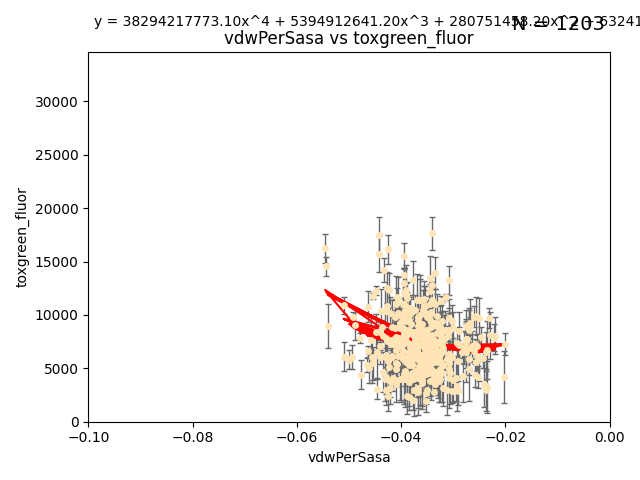 y = 38294217773.10x^4 + 5394912641.20x^3 + 280751458.20x^2 + 63241
N = 1203
vdwPerSasa vs toxgreen_fluor
30000
25000
20000
15000
10000
5000
0
toxgreen_fluor
−0.10 −0.08 −0.06 −0.04 −0.02 0.00
vdwPerSasa